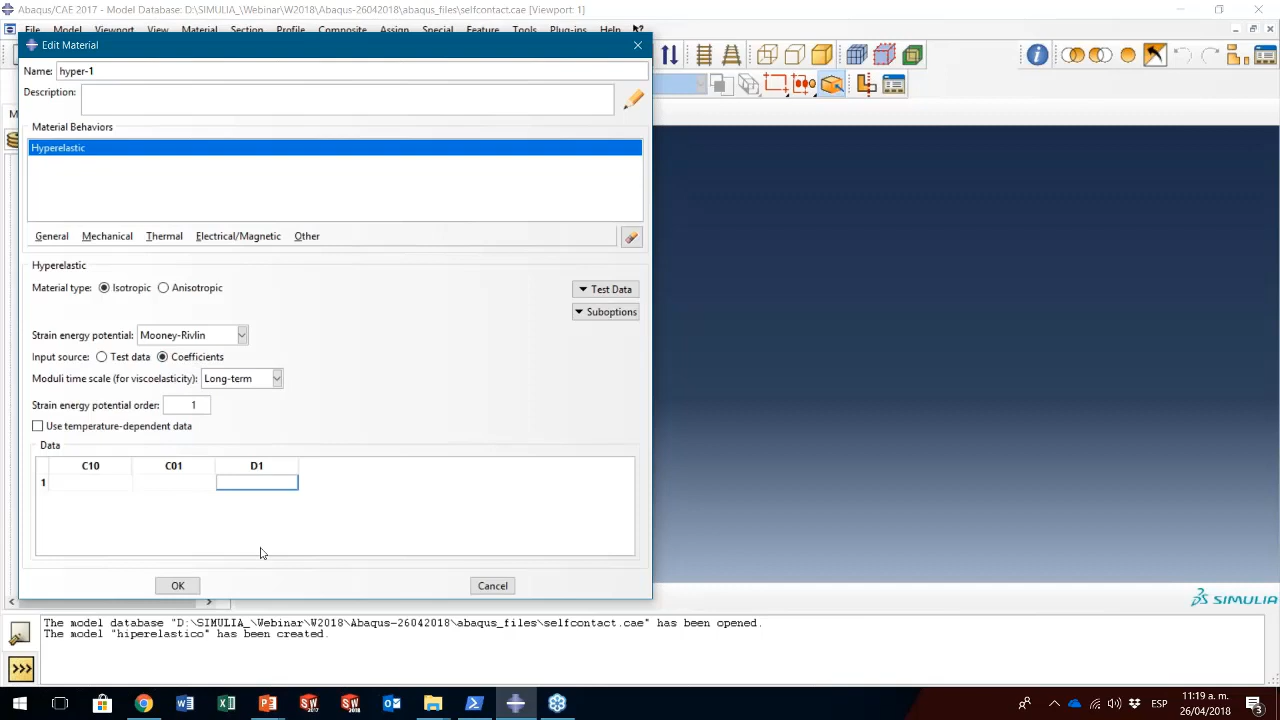 Abaqus/CAE 2017 - Model Database: D:\SIMULIA_\Webinar\W2018\Abaqus-26042018\abaqus_files\selfcontact.cae [Viewport: 1]
File Model Viewport View Material Section Profile Composite Assign Special Feature Tools Plug-ins Help
Edit Material
Name: hyper-1
Description:
Material Behaviors
Hyperelastic
General Mechanical Thermal Electrical/Magnetic Other
Hyperelastic
Material type: Isotropic Anisotropic
Test Data
Suboptions
Strain energy potential: Mooney-Rivlin
Input source: Test data Coefficients
Moduli time scale (for viscoelasticity): Long-term
Strain energy potential order: 1
Use temperature-dependent data
Data
C10 C01 D1
1
OK Cancel
SIMULIA
The model database "D:\SIMULIA_\Webinar\W2018\Abaqus-26042018\abaqus_files\selfcontact.cae" has been opened.
The model "hiperelastico" has been created.
>>>
ESP
11:19 a. m.
26/04/2018